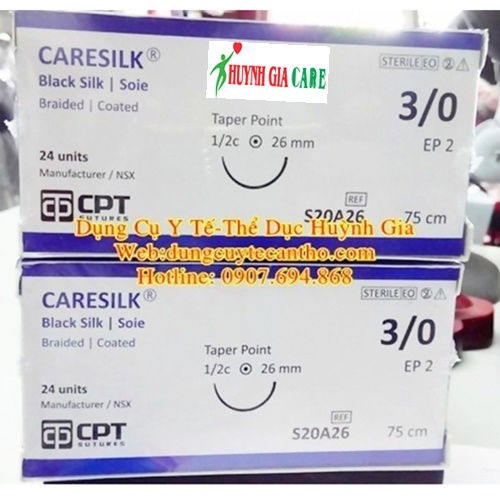 CARESILK®
Black Silk | Soie
Braided | Coated
24 units
Manufacturer / NSX
CPT
SUTURES
HUYNH GIA CARE
Taper Point
1/2c 26 mm
STERILE EO 2
3/0
EP 2
REF
S20A26 75 cm
Dụng Cụ Y Tế-Thể Dục Huỳnh Gia
Web:dungcuytecantho.com
Hotline: 0907.694.868
CARESILK®
Black Silk | Soie
Braided | Coated
24 units
Manufacturer / NSX
CPT
SUTURES
Taper Point
1/2c 26 mm
STERILE EO 2
3/0
EP 2
REF
S20A26 75 cm